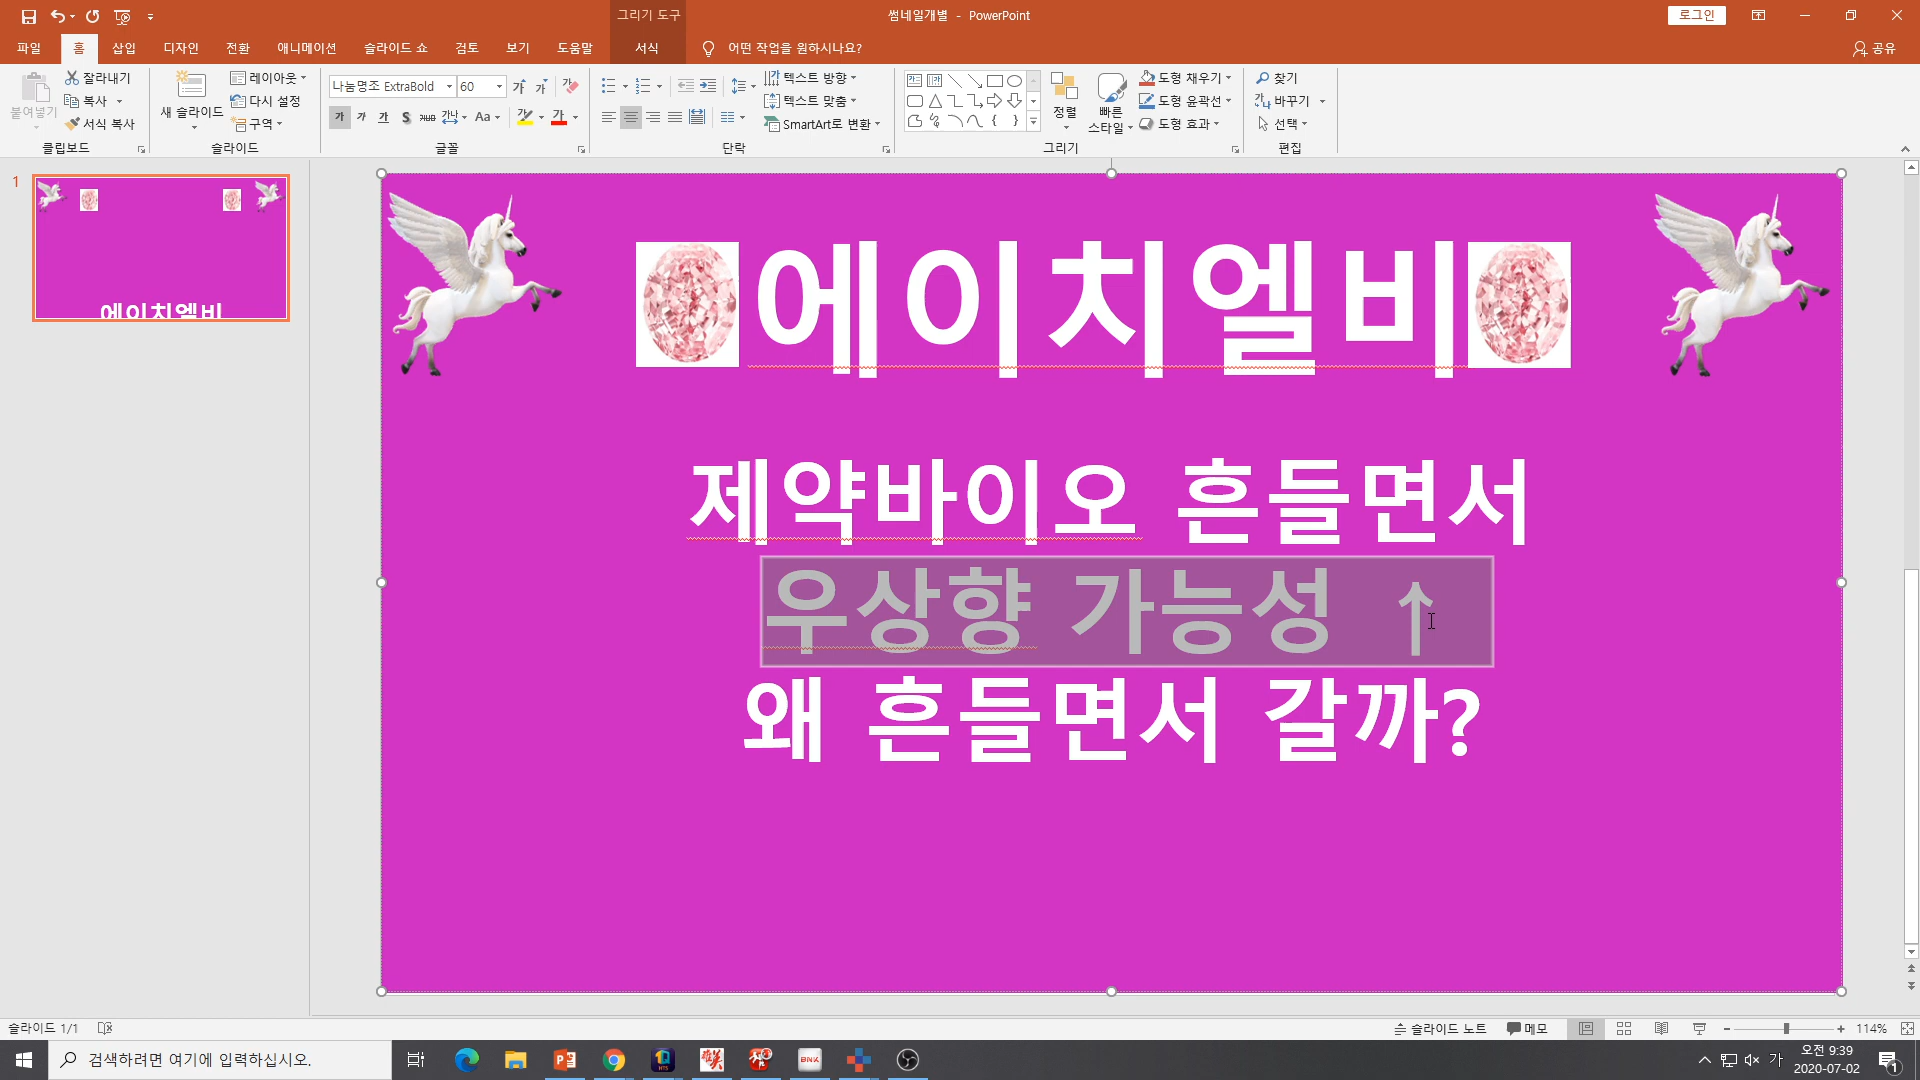 그리기 도구
썸네일개별 - PowerPoint
로그인
파일 홈 삽입 디자인 전환 애니메이션 슬라이드 쇼 검토 보기 도움말 서식 어떤 작업을 원하시나요? 공유
붙여넣기
잘라내기
복사
서식 복사
클립보드
새 슬라이드
레이아웃
다시 설정
구역
슬라이드
나눔명조 ExtraBold 60
가 가 가 S 간나 Aa 가
글꼴
텍스트 방향
텍스트 맞춤
SmartArt로 변환
단락
정렬
빠른
스타일
도형 채우기
도형 윤곽선
도형 효과
그리기
찾기
바꾸기
선택
편집
1
에이치엘비
에이치엘비
제약바이오 흔들면서
우상향 가능성 ↑
왜 흔들면서 갈까?
슬라이드 1/1
슬라이드 노트 메모 114%
검색하려면 여기에 입력하십시오.
BNK
가
오전 9:39
2020-07-02
1